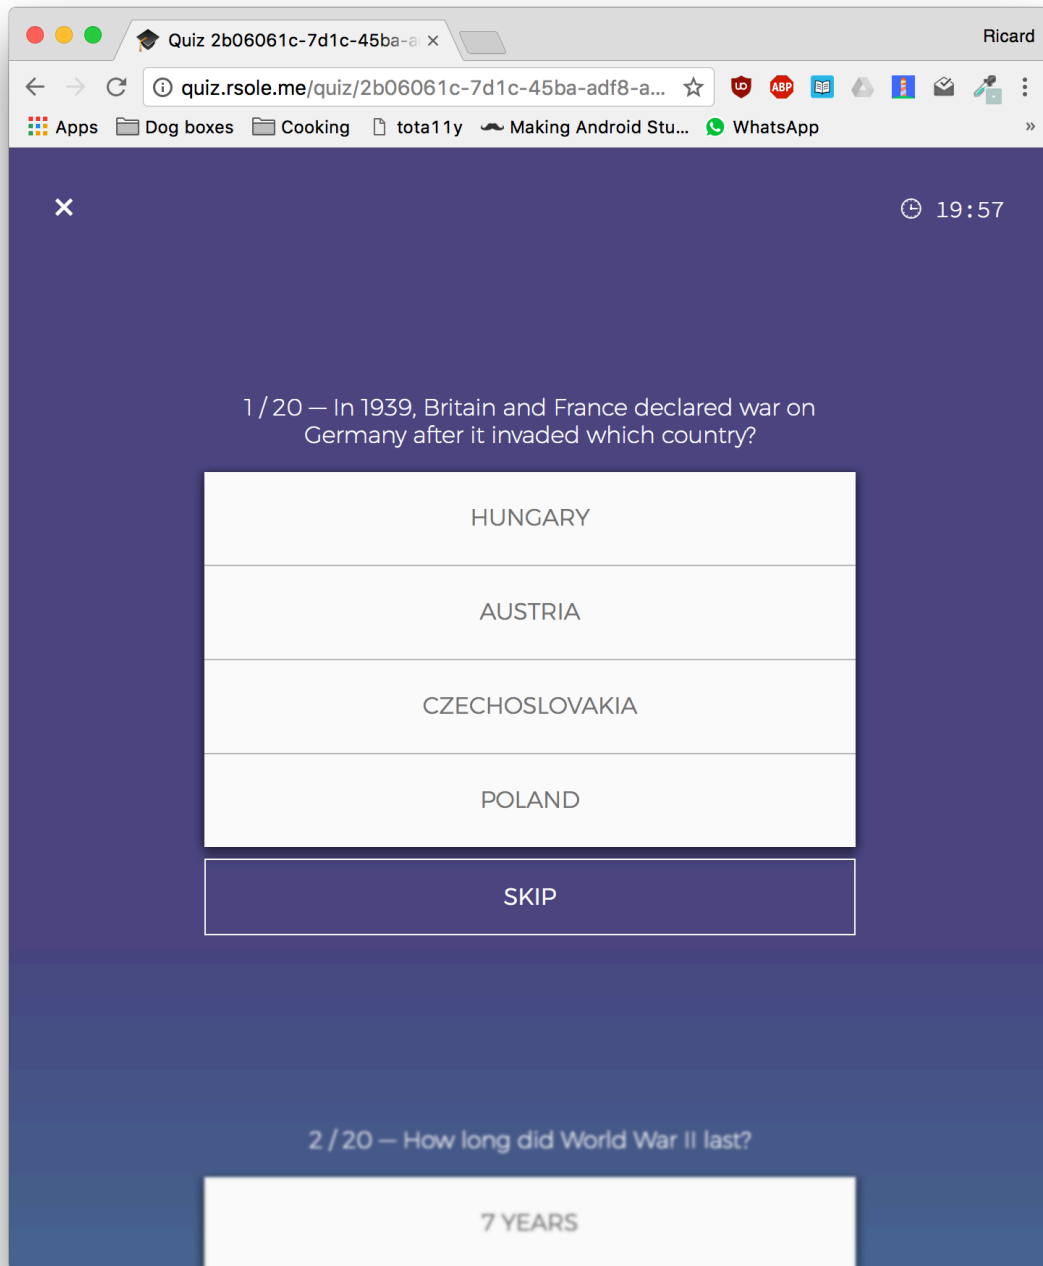 Quiz 2b06061c-7d1c-45ba-a
Ricard
quiz.rsole.me/quiz/2b06061c-7d1c-45ba-adf8-a...
ABP
Apps
Dog boxes
Cooking
tota11y
Making Android Stu...
WhatsApp
»
19:57
1 / 20 — In 1939, Britain and France declared war on
Germany after it invaded which country?
HUNGARY
AUSTRIA
CZECHOSLOVAKIA
POLAND
SKIP
2 / 20 — How long did World War II last?
7 YEARS